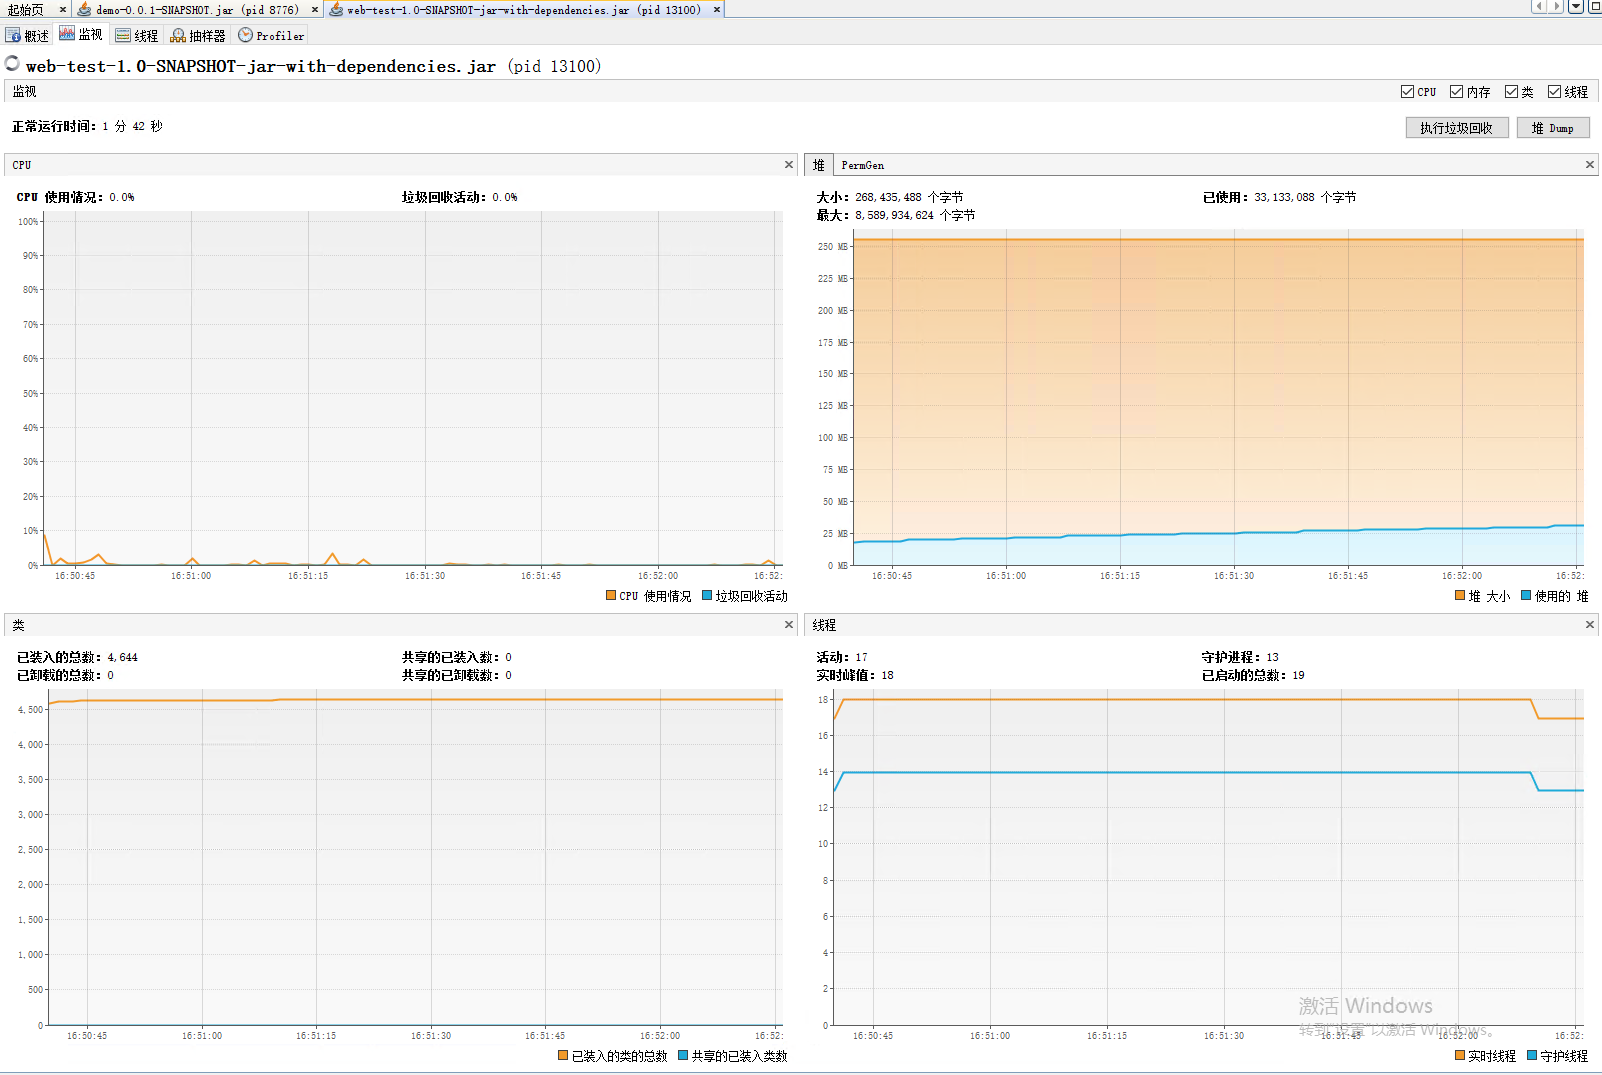 起始页 × demo-0.0.1-SNAPSHOT.jar (pid 8776) × web-test-1.0-SNAPSHOT-jar-with-dependencies.jar (pid 13100) ×
概述 监视 线程 抽样器 Profiler
web-test-1.0-SNAPSHOT-jar-with-dependencies.jar (pid 13100)
监视 CPU 内存 类 线程
正常运行时间: 1 分 42 秒 执行垃圾回收 堆 Dump
CPU
CPU 使用情况: 0.0% 垃圾回收活动: 0.0%
100%
90%
80%
70%
60%
50%
40%
30%
20%
10%
0%
16:50:45 16:51:00 16:51:15 16:51:30 16:51:45 16:52:00 16:52:
CPU 使用情况 垃圾回收活动
堆 PermGen
大小: 268,435,488 个字节 已使用: 33,133,088 个字节
最大: 8,589,934,624 个字节
250 MB
225 MB
200 MB
175 MB
150 MB
125 MB
100 MB
75 MB
50 MB
25 MB
0 MB
16:50:45 16:51:00 16:51:15 16:51:30 16:51:45 16:52:00 16:52:
堆 大小 使用的 堆
类
已装入的总数: 4,644 共享的已装入数: 0
已卸载的总数: 0 共享的已卸载数: 0
4,500
4,000
3,500
3,000
2,500
2,000
1,500
1,000
500
0
16:50:45 16:51:00 16:51:15 16:51:30 16:51:45 16:52:00 16:52:
已装入的类的总数 共享的已装入类数
线程
活动: 17 守护进程: 13
实时峰值: 18 已启动的总数: 19
18
16
14
12
10
8
6
4
2
0
16:50:45 16:51:00 16:51:15 16:51:30 16:51:45 16:52:00 16:52:
实时线程 守护线程
激活 Windows
转到"设置"以激活 Windows。